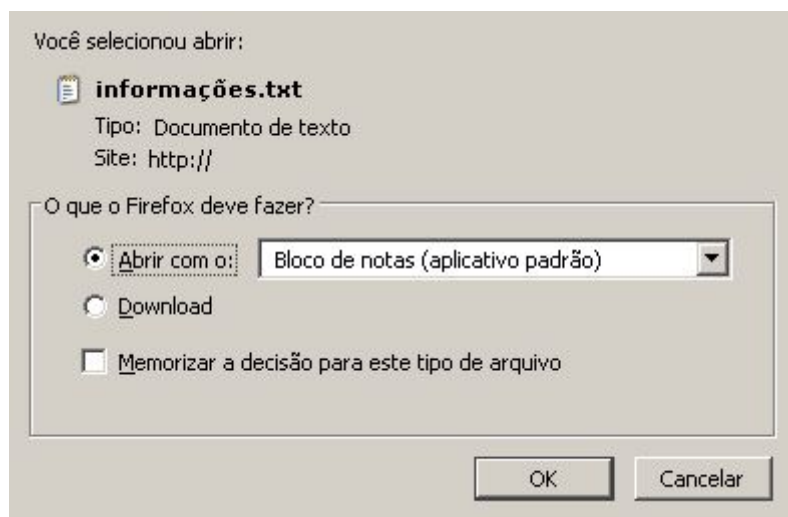 Você selecionou abrir:
informações.txt
Tipo: Documento de texto
Site: http://
O que o Firefox deve fazer?
Abrir com o: Bloco de notas (aplicativo padrão)
Download
Memorizar a decisão para este tipo de arquivo
OK Cancelar